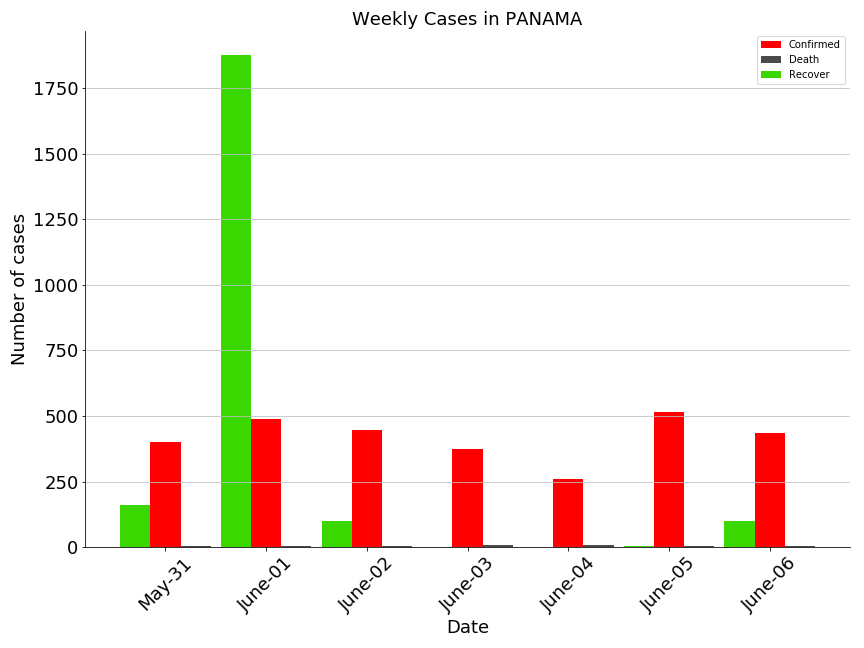 Weekly Cases in PANAMA
Confirmed
Death
Recover
Number of cases
1750
1500
1250
1000
750
500
250
0
May-31
June-01
June-02
June-03
June-04
June-05
June-06
Date